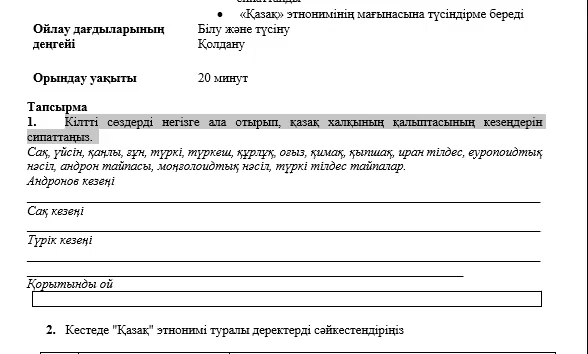 • «Қазақ» этнонимінің мағынасына түсіндірме береді
Ойлау дағдыларының Білу және түсіну
деңгейі Қолдану
Орындау уақыты 20 минут
Тапсырма
1. Кілтті сөздерді негізге ала отырып, қазақ халқының қалыптасының кезеңдерін
сипаттаңыз.
Сақ, үйсін, қаңлы, ғұн, түркі, түркеш, құрлұқ, оғыз, қимақ, қыпшақ, иран тілдес, еуропоидтық
нәсіл, андрон тайпасы, моңғолоидтық нәсіл, түркі тілдес тайпалар.
Андронов кезеңі
Сақ кезеңі
Түрік кезеңі
Қорытынды ой
2. Кестеде "Қазақ" этнонимі туралы деректерді сәйкестендіріңіз